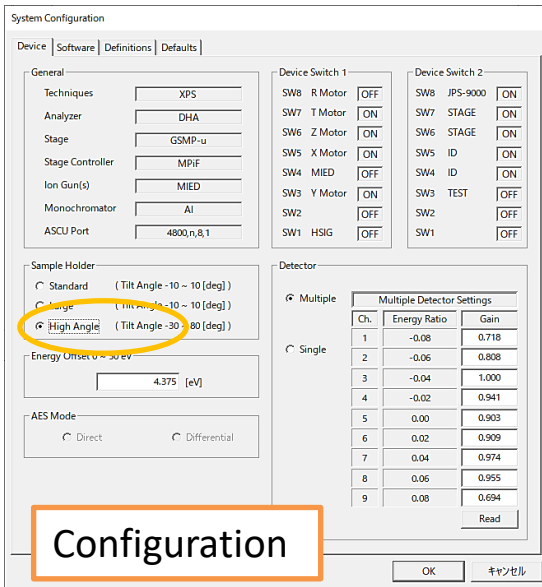 System Configuration
Device Software Definitions Defaults
General
Techniques XPS
Analyzer DHA
Stage GSMP-u
Stage Controller MPiF
Ion Gun(s) MIED
Monochromator Al
ASCU Port 4800,n,8,1
Device Switch 1
SW8 R Motor OFF
SW7 T Motor ON
SW6 Z Motor ON
SW5 X Motor ON
SW4 MIED OFF
SW3 Y Motor ON
SW2 OFF
SW1 HSIG OFF
Device Switch 2
SW8 JPS-9000 ON
SW7 STAGE ON
SW6 STAGE ON
SW5 ID ON
SW4 ID ON
SW3 TEST OFF
SW2 OFF
SW1 OFF
Sample Holder
Standard ( Tilt Angle -10 ~ 10 [deg] )
Large ( Tilt Angle -10 ~ 10 [deg] )
High Angle ( Tilt Angle -30 ~ 80 [deg] )
Energy Offset 0 ~ 50 eV
4.375 [eV]
AES Mode
Direct Differential
Detector
Multiple
Single
Multiple Detector Settings
Ch. Energy Ratio Gain
1 -0.08 0.718
2 -0.06 0.808
3 -0.04 1.000
4 -0.02 0.941
5 0.00 0.903
6 0.02 0.909
7 0.04 0.974
8 0.06 0.955
9 0.08 0.694
Read
Configuration
OK キャンセル